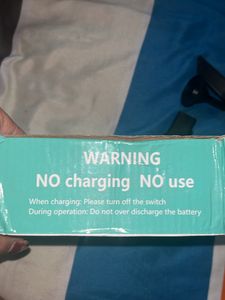 WARNING
NO charging NO use
When charging: Please turn off the switch
During operation: Do not over discharge the battery